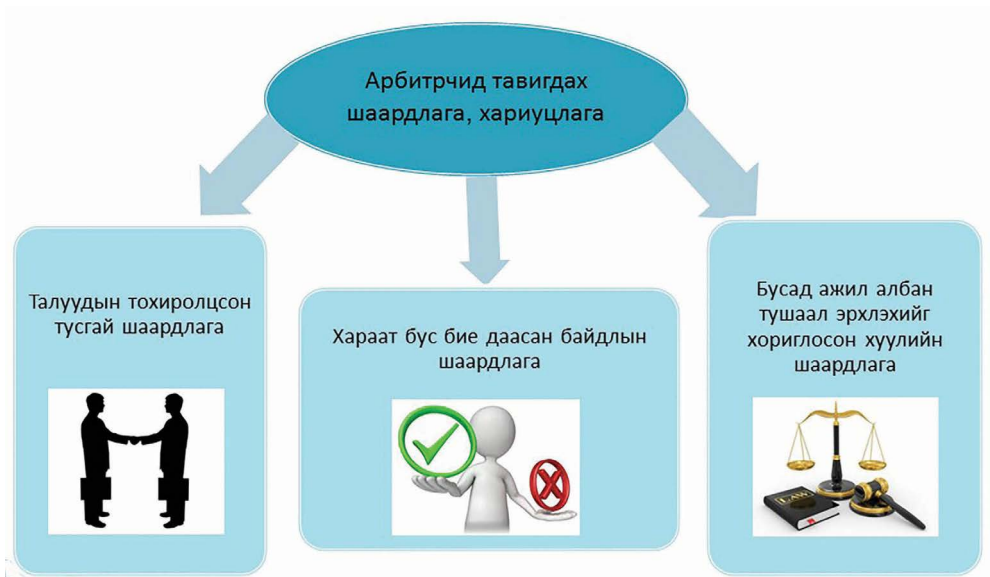 Арбитрчид тавигдах
шаардлага, хариуцлага
Талуудын тохиролцсон
тусгай шаардлага
Хараат бус бие даасан байдлын
шаардлага
Бусад ажил албан
тушаал эрхлэхийг
хориглосон хуулийн
шаардлага
LAW